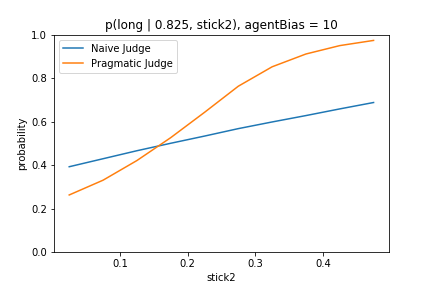 p(long | 0.825, stick2), agentBias = 10
Naive Judge
Pragmatic Judge
probability
1.0
0.8
0.6
0.4
0.2
0.0
0.1 0.2 0.3 0.4
stick2